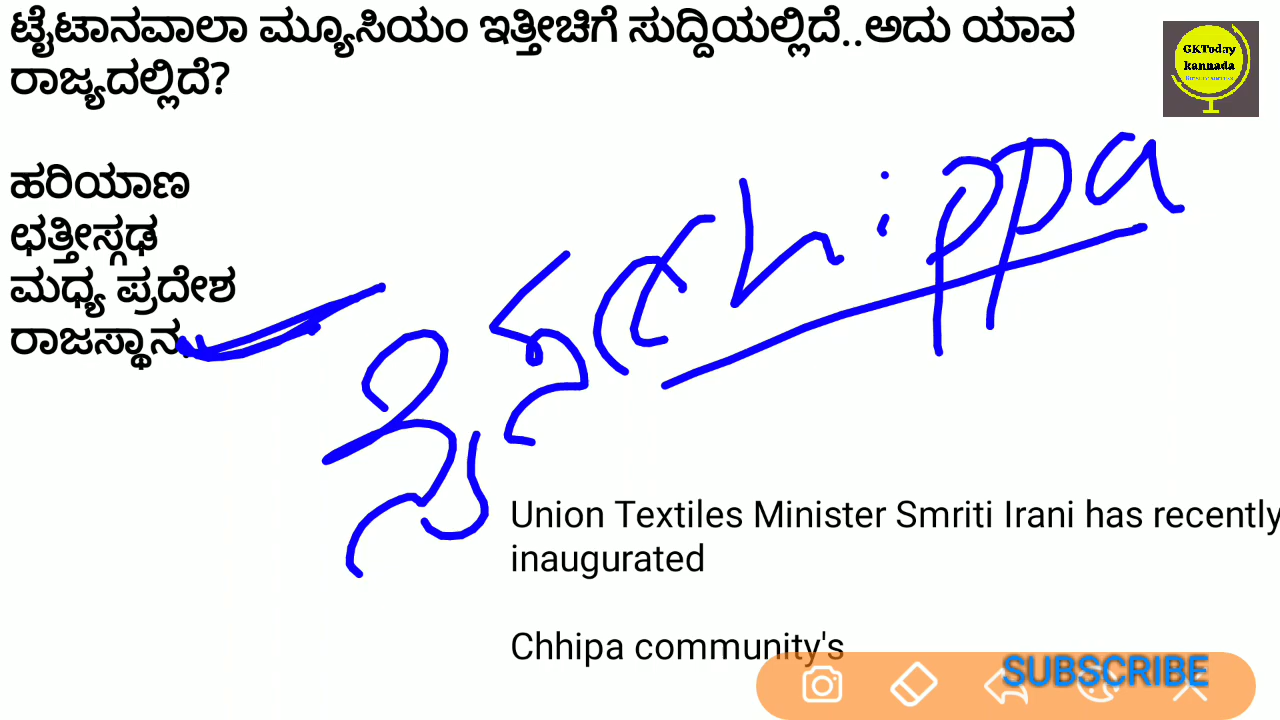 ಟೈಟಾನವಾಲಾ ಮ್ಯೂಸಿಯಂ ಇತ್ತೀಚಿಗೆ ಸುದ್ದಿಯಲ್ಲಿದೆ..ಅದು ಯಾವ
ರಾಜ್ಯದಲ್ಲಿದೆ?
GKToday
kannada
ಹರಿಯಾಣ
ಛತ್ತೀಸ್ಗಢ
ಮಧ್ಯ ಪ್ರದೇಶ
ರಾಜಸ್ಥಾನ
chippa
Union Textiles Minister Smriti Irani has recently
inaugurated
Chhipa community's
SUBSCRIBE